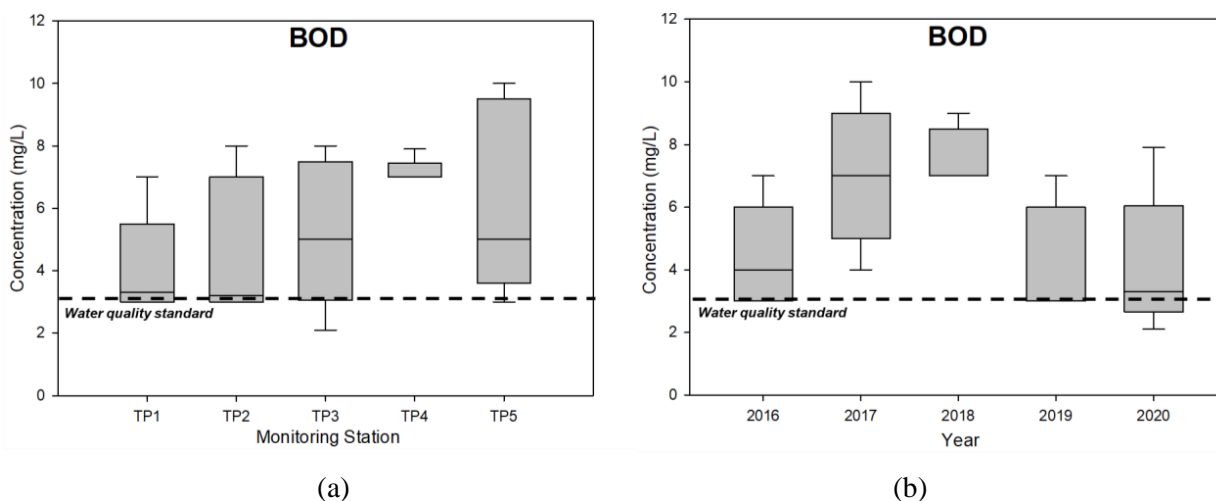 BOD
Concentration (mg/L)
12
10
8
6
4
2
0
Water quality standard
TP1 TP2 TP3 TP4 TP5
Monitoring Station
(a)
BOD
Concentration (mg/L)
12
10
8
6
4
2
0
Water quality standard
2016 2017 2018 2019 2020
Year
(b)